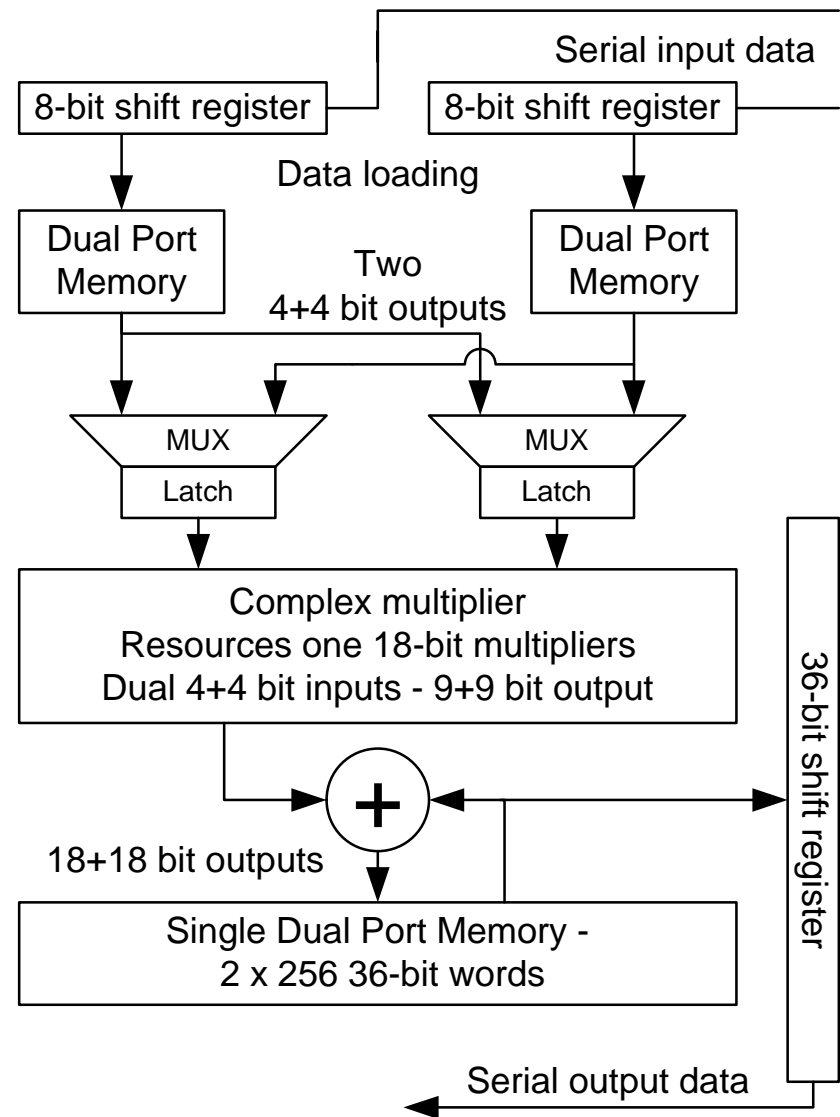 Serial input data
8-bit shift register
8-bit shift register
Data loading
Dual Port
Memory
Dual Port
Memory
Two
4+4 bit outputs
MUX
MUX
Latch
Latch
Complex multiplier
Resources one 18-bit multipliers
Dual 4+4 bit inputs - 9+9 bit output
36-bit shift register
+
18+18 bit outputs
Single Dual Port Memory -
2 x 256 36-bit words
Serial output data